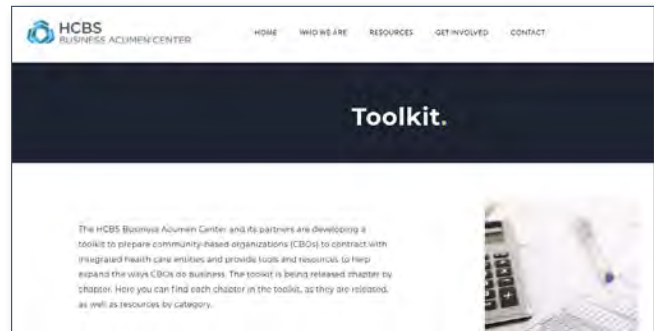 HCBS
BUSINESS ACUMEN CENTER
HOME WHO WE ARE RESOURCES GET INVOLVED CONTACT
Toolkit.
The HCBS Business Acumen Center and its partners are developing a
toolkit to prepare community-based organizations (CBOs) to contract with
integrated health care entities and provide tools and resources to help
expand the ways CBOs do business. The toolkit is being released chapter by
chapter. Here you can find each chapter in the toolkit, as they are released,
as well as resources by category.